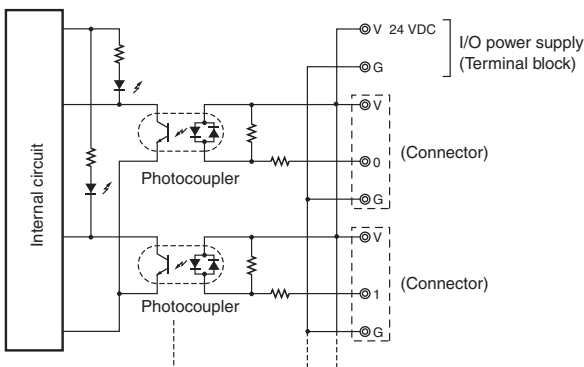 V 24 VDC
I/O power supply
(Terminal block)
G
V
Internal circuit
0
(Connector)
Photocoupler
G
V
(Connector)
1
Photocoupler
G